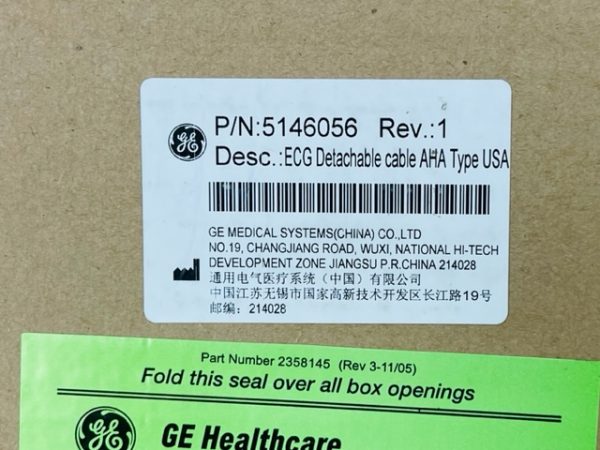 GE
P/N:5146056 Rev.:1
Desc.:ECG Detachable cable AHA Type USA
GE MEDICAL SYSTEMS(CHINA) CO.,LTD
NO.19, CHANGJIANG ROAD, WUXI, NATIONAL HI-TECH
DEVELOPMENT ZONE JIANGSU P.R.CHINA 214028
通用电气医疗系统（中国）有限公司
中国江苏无锡市国家高新技术开发区长江路19号
邮编：214028
Part Number 2358145 (Rev 3-11/05)
Fold this seal over all box openings
GE
GE Healthcare